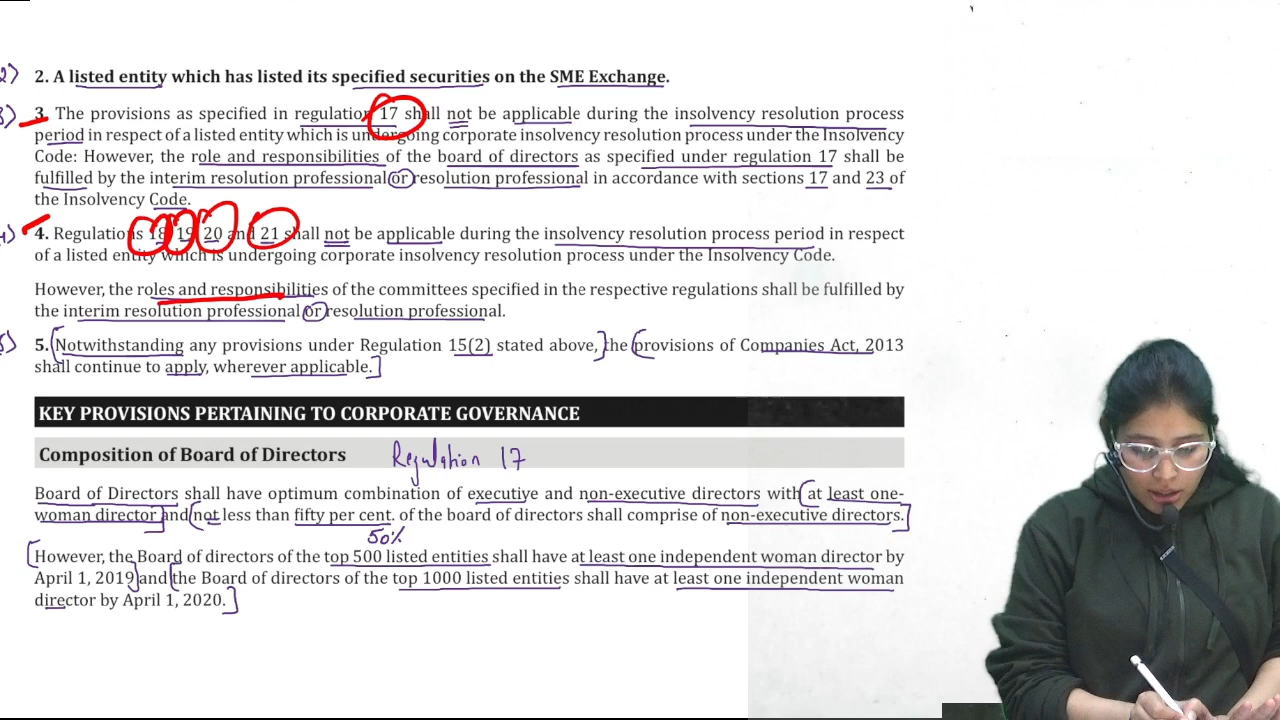 2) 2. A listed entity which has listed its specified securities on the SME Exchange.
3) 3. The provisions as specified in regulation 17 shall not be applicable during the insolvency resolution process
period in respect of a listed entity which is undergoing corporate insolvency resolution process under the Insolvency
Code: However, the role and responsibilities of the board of directors as specified under regulation 17 shall be
fulfilled by the interim resolution professional or resolution professional in accordance with sections 17 and 23 of
the Insolvency Code.
4. Regulations 18, 19, 20 and 21 shall not be applicable during the insolvency resolution process period in respect
of a listed entity which is undergoing corporate insolvency resolution process under the Insolvency Code.
However, the roles and responsibilities of the committees specified in the respective regulations shall be fulfilled by
the interim resolution professional or resolution professional.
5. Notwithstanding any provisions under Regulation 15(2) stated above, the provisions of Companies Act, 2013
shall continue to apply, wherever applicable.
KEY PROVISIONS PERTAINING TO CORPORATE GOVERNANCE
Composition of Board of Directors Regulation 17
Board of Directors shall have optimum combination of executive and non-executive directors with at least one-
woman director and not less than fifty per cent. of the board of directors shall comprise of non-executive directors.
50%
However, the Board of directors of the top 500 listed entities shall have at least one independent woman director by
April 1, 2019 and the Board of directors of the top 1000 listed entities shall have at least one independent woman
director by April 1, 2020.